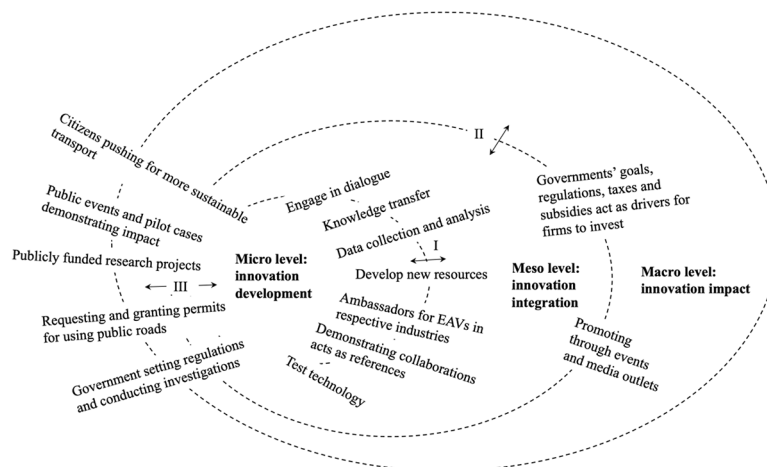 Citizens pushing for more sustainable
transport
Public events and pilot cases
demonstrating impact
Publicly funded research projects
III
Requesting and granting permits
for using public roads
Government setting regulations
and conducting investigations
Micro level:
innovation
development
Engage in dialogue
Knowledge transfer
Data collection and analysis
I
Develop new resources
Ambassadors for EAVs in
respective industries
Demonstrating collaborations
acts as references
Test technology
II
Governments' goals,
regulations, taxes and
subsidies act as drivers for
firms to invest
Meso level:
innovation
integration
Promoting
through events
and media outlets
Macro level:
innovation impact